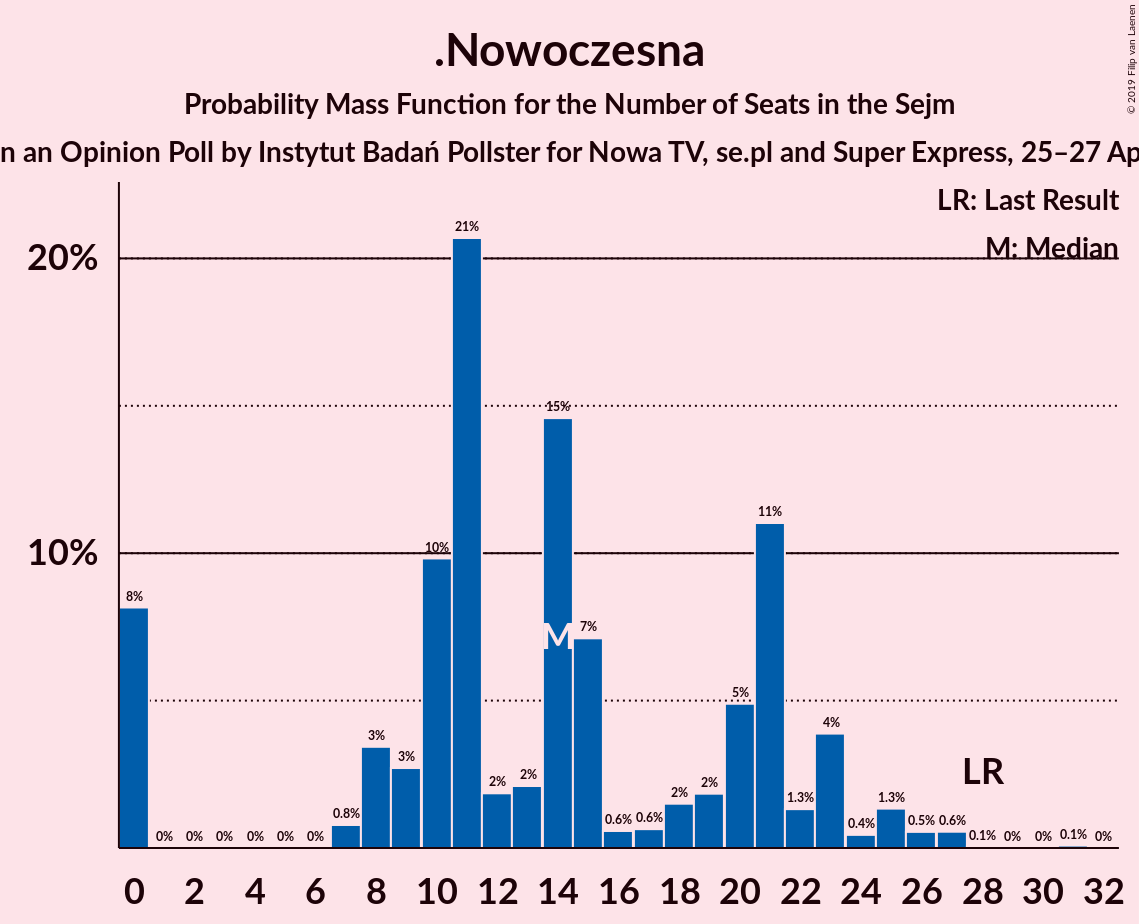 .Nowoczesna
Probability Mass Function for the Number of Seats in the Sejm
n an Opinion Poll by Instytut Badań Pollster for Nowa TV, se.pl and Super Express, 25–27 Ap
© 2019 Filip van Laenen
LR: Last Result
M: Median
20%
10%
8% 0% 0% 0% 0% 0% 0% 0.8% 3% 3% 10% 21% 2% 2% 15% 7% 0.6% 0.6% 2% 2% 5% 11% 1.3% 4% 0.4% 1.3% 0.5% 0.6% 0.1% 0% 0% 0.1% 0%
M
LR
0 2 4 6 8 10 12 14 16 18 20 22 24 26 28 30 32